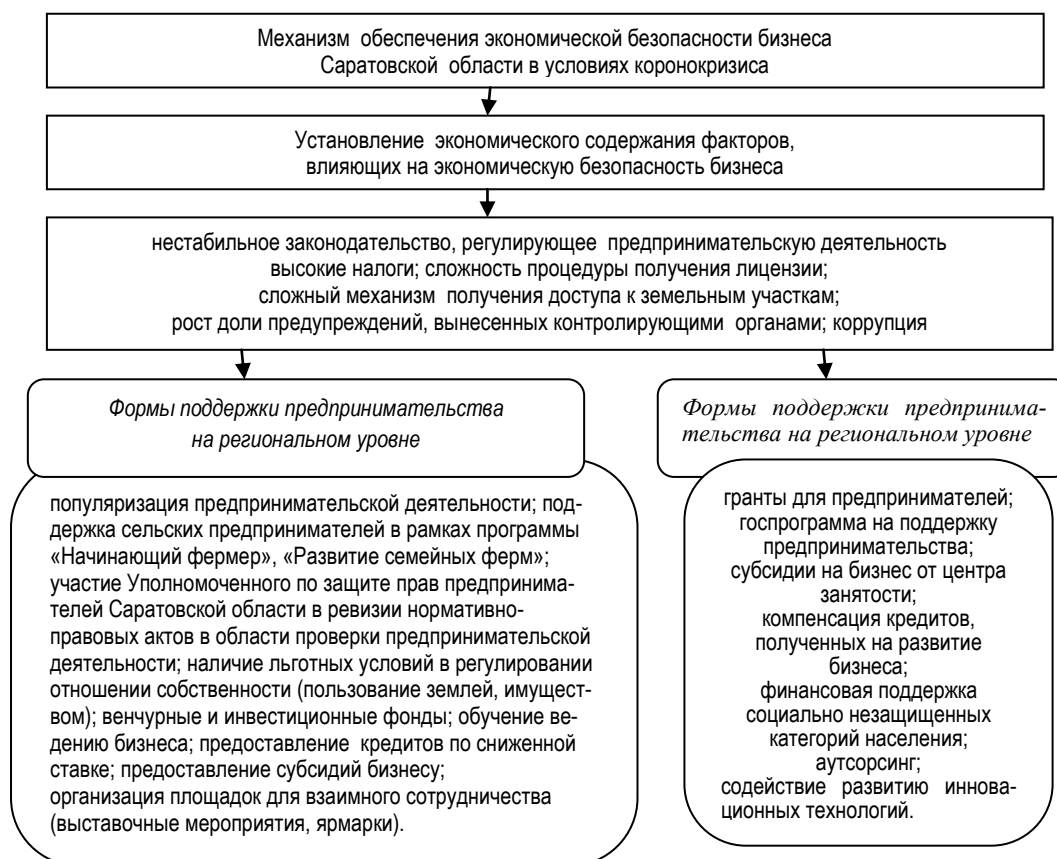 Механизм обеспечения экономической безопасности бизнеса
Саратовской области в условиях коронокризиса
Установление экономического содержания факторов,
влияющих на экономическую безопасность бизнеса
нестабильное законодательство, регулирующее предпринимательскую деятельность
высокие налоги; сложность процедуры получения лицензии;
сложный механизм получения доступа к земельным участкам;
рост доли предупреждений, вынесенных контролирующими органами; коррупция
Формы поддержки предпринимательства
на региональном уровне
популяризация предпринимательской деятельности; под-
держка сельских предпринимателей в рамках программы
«Начинающий фермер», «Развитие семейных ферм»;
участие Уполномоченного по защите прав предпринима-
телей Саратовской области в ревизии нормативно-
правовых актов в области проверки предпринимательской
деятельности; наличие льготных условий в регулировании
отношении собственности (пользование землей, имущест-
вом); венчурные и инвестиционные фонды; обучение ве-
дению бизнеса; предоставление кредитов по сниженной
ставке; предоставление субсидий бизнесу;
организация площадок для взаимного сотрудничества
(выставочные мероприятия, ярмарки).
Формы поддержки предпринима-
тельства на региональном уровне
гранты для предпринимателей;
госпрограмма на поддержку
предпринимательства;
субсидии на бизнес от центра
занятости;
компенсация кредитов,
полученных на развитие
бизнеса;
финансовая поддержка
социально незащищенных
категорий населения;
аутсорсинг;
содействие развитию иннова-
ционных технологий.